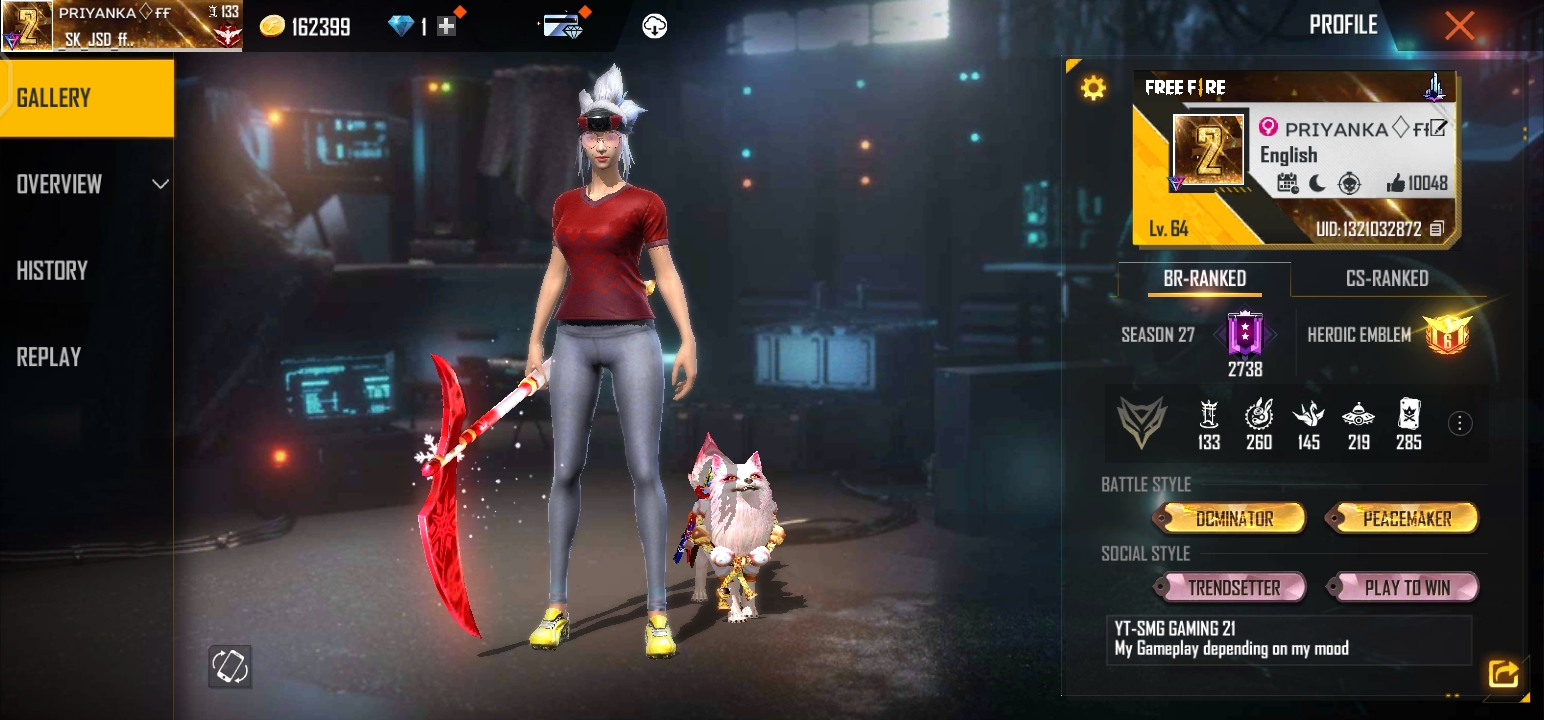 PRIYANKA♢FF
133
SK_JSD_ff..
162399
1
PROFILE
GALLERY
OVERVIEW
HISTORY
REPLAY
FREE FIRE
2
PRIYANKA♢FF
English
10048
Lv. 64
UID: 1321032872
BR-RANKED
CS-RANKED
SEASON 27
2738
HEROIC EMBLEM
6
133
260
145
219
285
BATTLE STYLE
DOMINATOR
PEACEMAKER
SOCIAL STYLE
TRENDSETTER
PLAY TO WIN
YT-SMG GAMING 21
My Gameplay depending on my mood